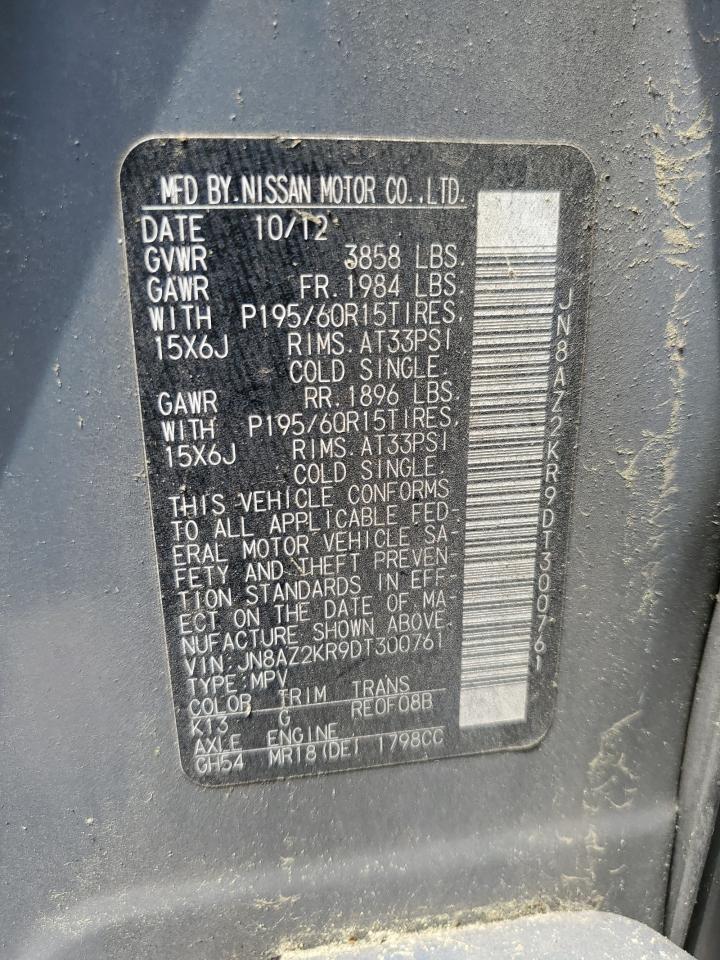 MFD BY.NISSAN MOTOR CO.,LTD.
DATE 10/12
GVWR 3858 LBS.
GAWR FR.1984 LBS.
WITH P195/60R15TIRES,
15X6J RIMS.AT33PSI
COLD SINGLE.
GAWR RR.1896 LBS.
WITH P195/60R15TIRES,
15X6J RIMS.AT33PSI
COLD SINGLE.
THIS VEHICLE CONFORMS
TO ALL APPLICABLE FED-
ERAL MOTOR VEHICLE SA-
FETY AND THEFT PREVEN-
TION STANDARDS IN EFF-
ECT ON THE DATE OF MA-
NUFACTURE SHOWN ABOVE.
VIN:JN8AZ2KR9DT300761
TYPE:MPV
COLOR TRIM TRANS
K13 G RE0F08B
AXLE ENGINE
GH54 MR18(DE) 1798CC
JN8AZ2KR9DT300761